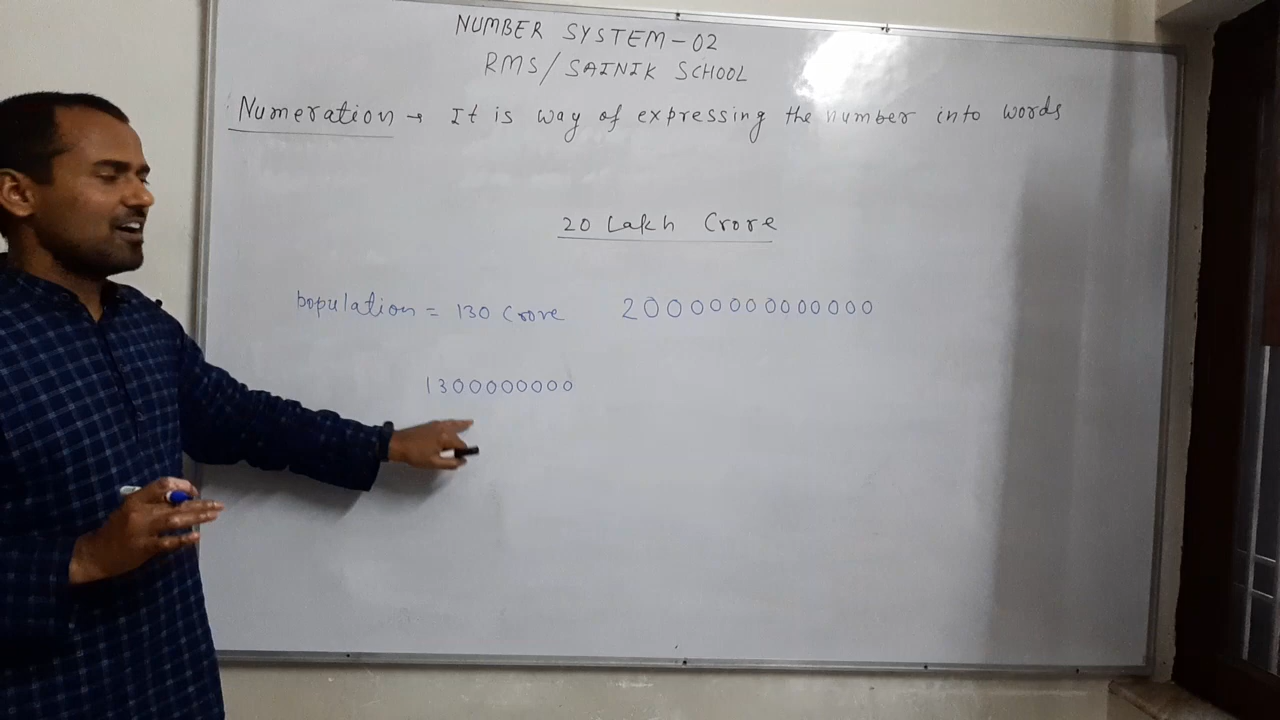 NUMBER SYSTEM-02
RMS/SAINIK SCHOOL
Numeration → It is way of expressing the number into words
20 Lakh Crore
population = 130 Crore 20000000000000
1300000000